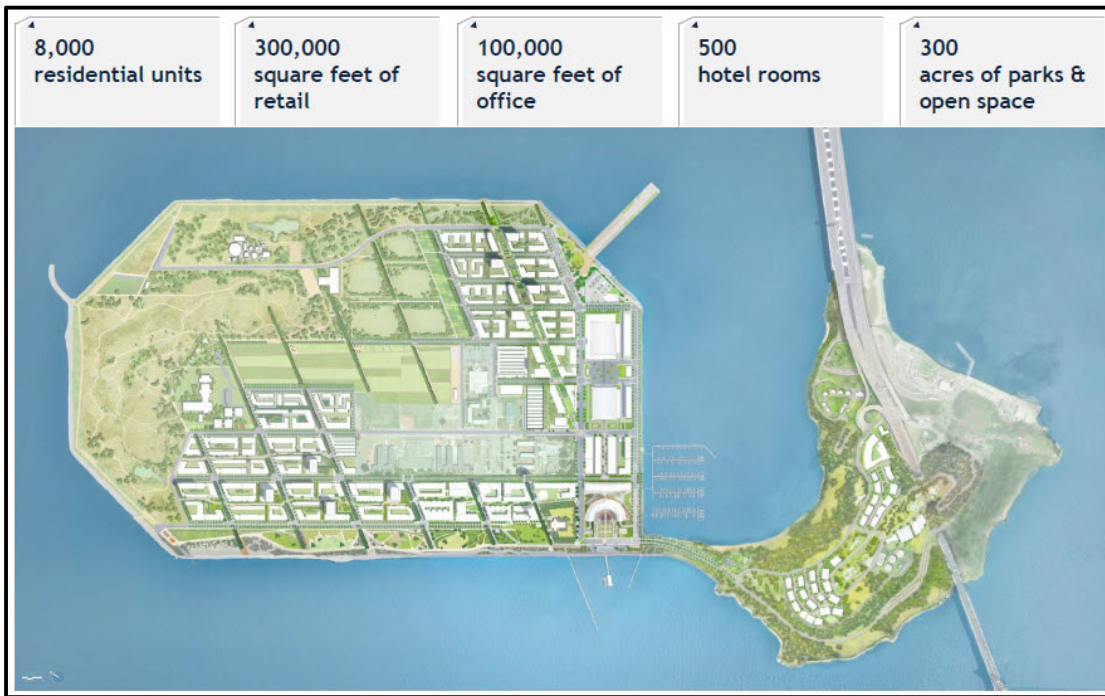 8,000
residential units
300,000
square feet of
retail
100,000
square feet of
office
500
hotel rooms
300
acres of parks &
open space